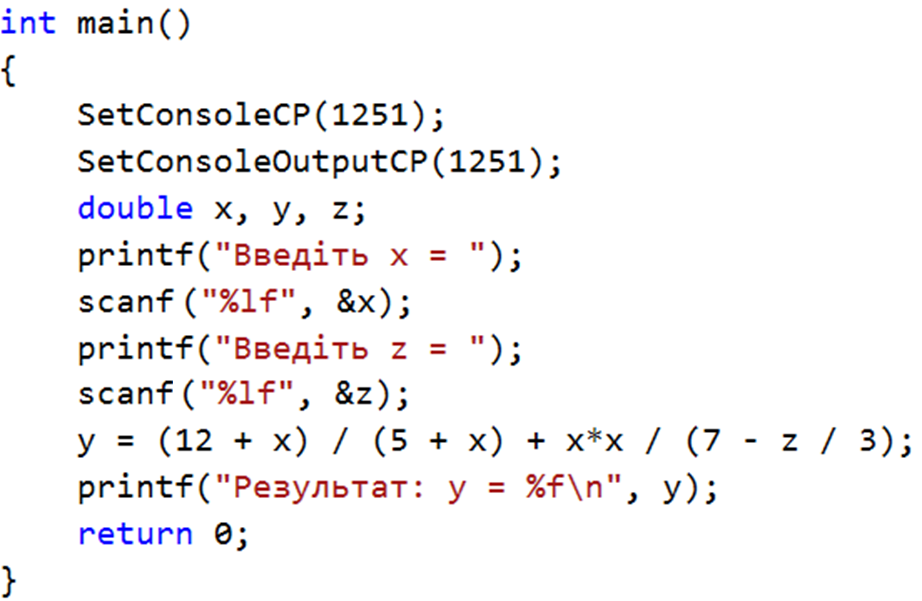 int main()
{
SetConsoleCP(1251);
SetConsoleOutputCP(1251);
double x, y, z;
printf("Введіть x = ");
scanf("%lf", &x);
printf("Введіть z = ");
scanf("%lf", &z);
y = (12 + x) / (5 + x) + x*x / (7 - z / 3);
printf("Результат: y = %f\n", y);
return 0;
}